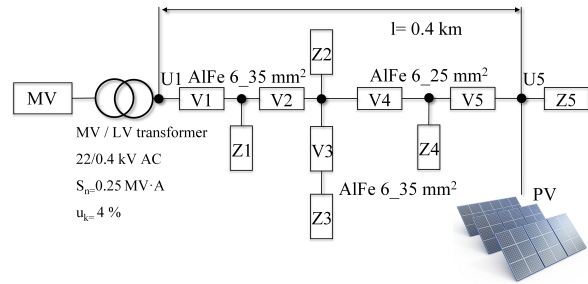 l= 0.4 km
Z2
U1
AlFe 6_35 mm²
AlFe 6_25 mm²
U5
MV
V1
V2
V4
V5
Z5
MV / LV transformer
22/0.4 kV AC
Sn=0.25 MV·A
uk= 4 %
Z1
V3
Z4
AlFe 6_35 mm²
PV
Z3